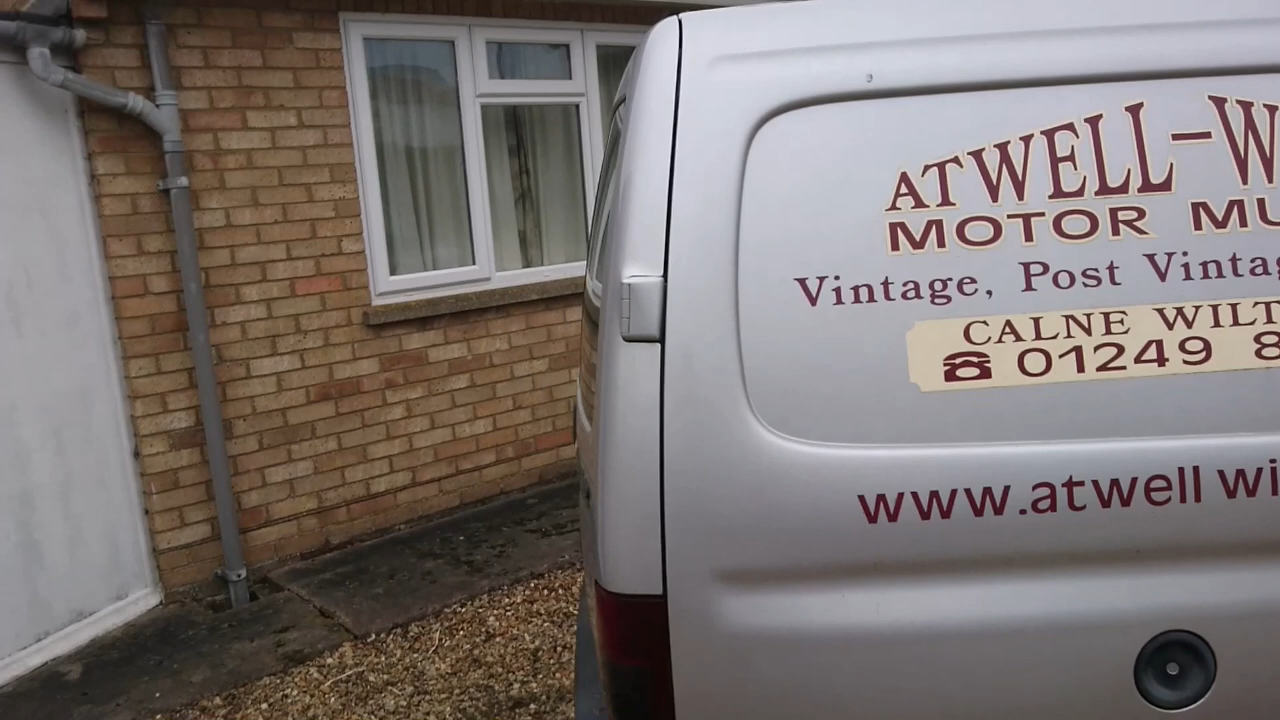 ATWELL-W
MOTOR MU
Vintage, Post Vintag
CALNE WILT
01249 8
www.atwell wi